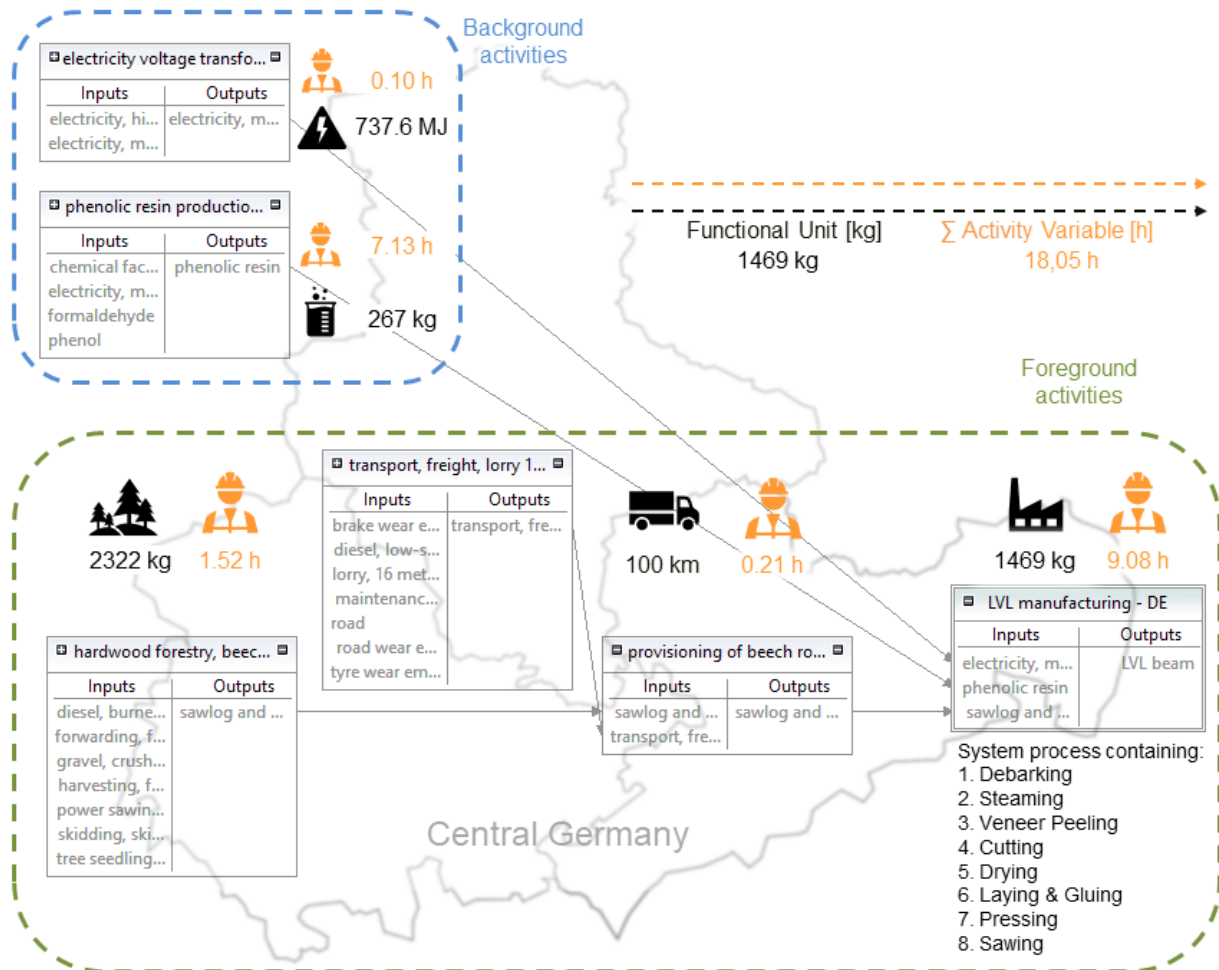 Background
activities
electricity voltage transfo...
Inputs Outputs
electricity, hi... electricity, m...
electricity, m...
0.10 h
737.6 MJ
phenolic resin productio...
Inputs Outputs
chemical fac... phenolic resin
electricity, m...
formaldehyde
phenol
7.13 h
267 kg
Functional Unit [kg] ∑ Activity Variable [h]
1469 kg 18,05 h
Foreground
activities
2322 kg 1.52 h
transport, freight, lorry 1...
Inputs Outputs
brake wear e... transport, fre...
diesel, low-s...
lorry, 16 met...
maintenanc...
road
road wear e...
tyre wear em...
100 km 0.21 h
1469 kg 9.08 h
hardwood forestry, beec...
Inputs Outputs
diesel, burne... sawlog and ...
forwarding, f...
gravel, crush...
harvesting, f...
power sawin...
skidding, ski...
tree seedling...
provisioning of beech ro...
Inputs Outputs
sawlog and ... sawlog and ...
transport, fre...
LVL manufacturing - DE
Inputs Outputs
electricity, m... LVL beam
phenolic resin
sawlog and ...
System process containing:
1. Debarking
2. Steaming
3. Veneer Peeling
4. Cutting
5. Drying
6. Laying & Gluing
7. Pressing
8. Sawing
Central Germany